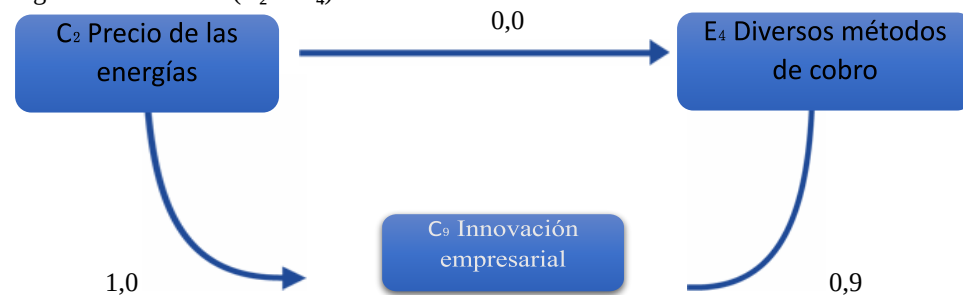 0,0
C₂ Precio de las
energías
E₄ Diversos métodos
de cobro
C₉ Innovación
empresarial
1,0
0,9